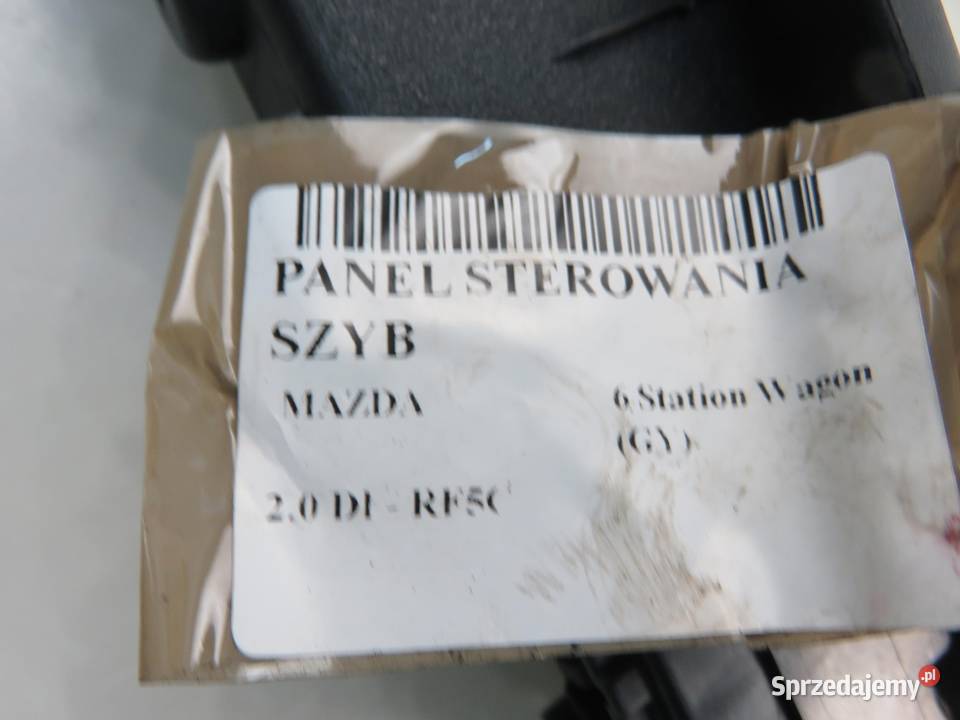 PANEL STEROWANIA
SZYB
MAZDA 6 Station Wagon
(GY)
2.0 DI - RF5C
Sprzedajemy.pl